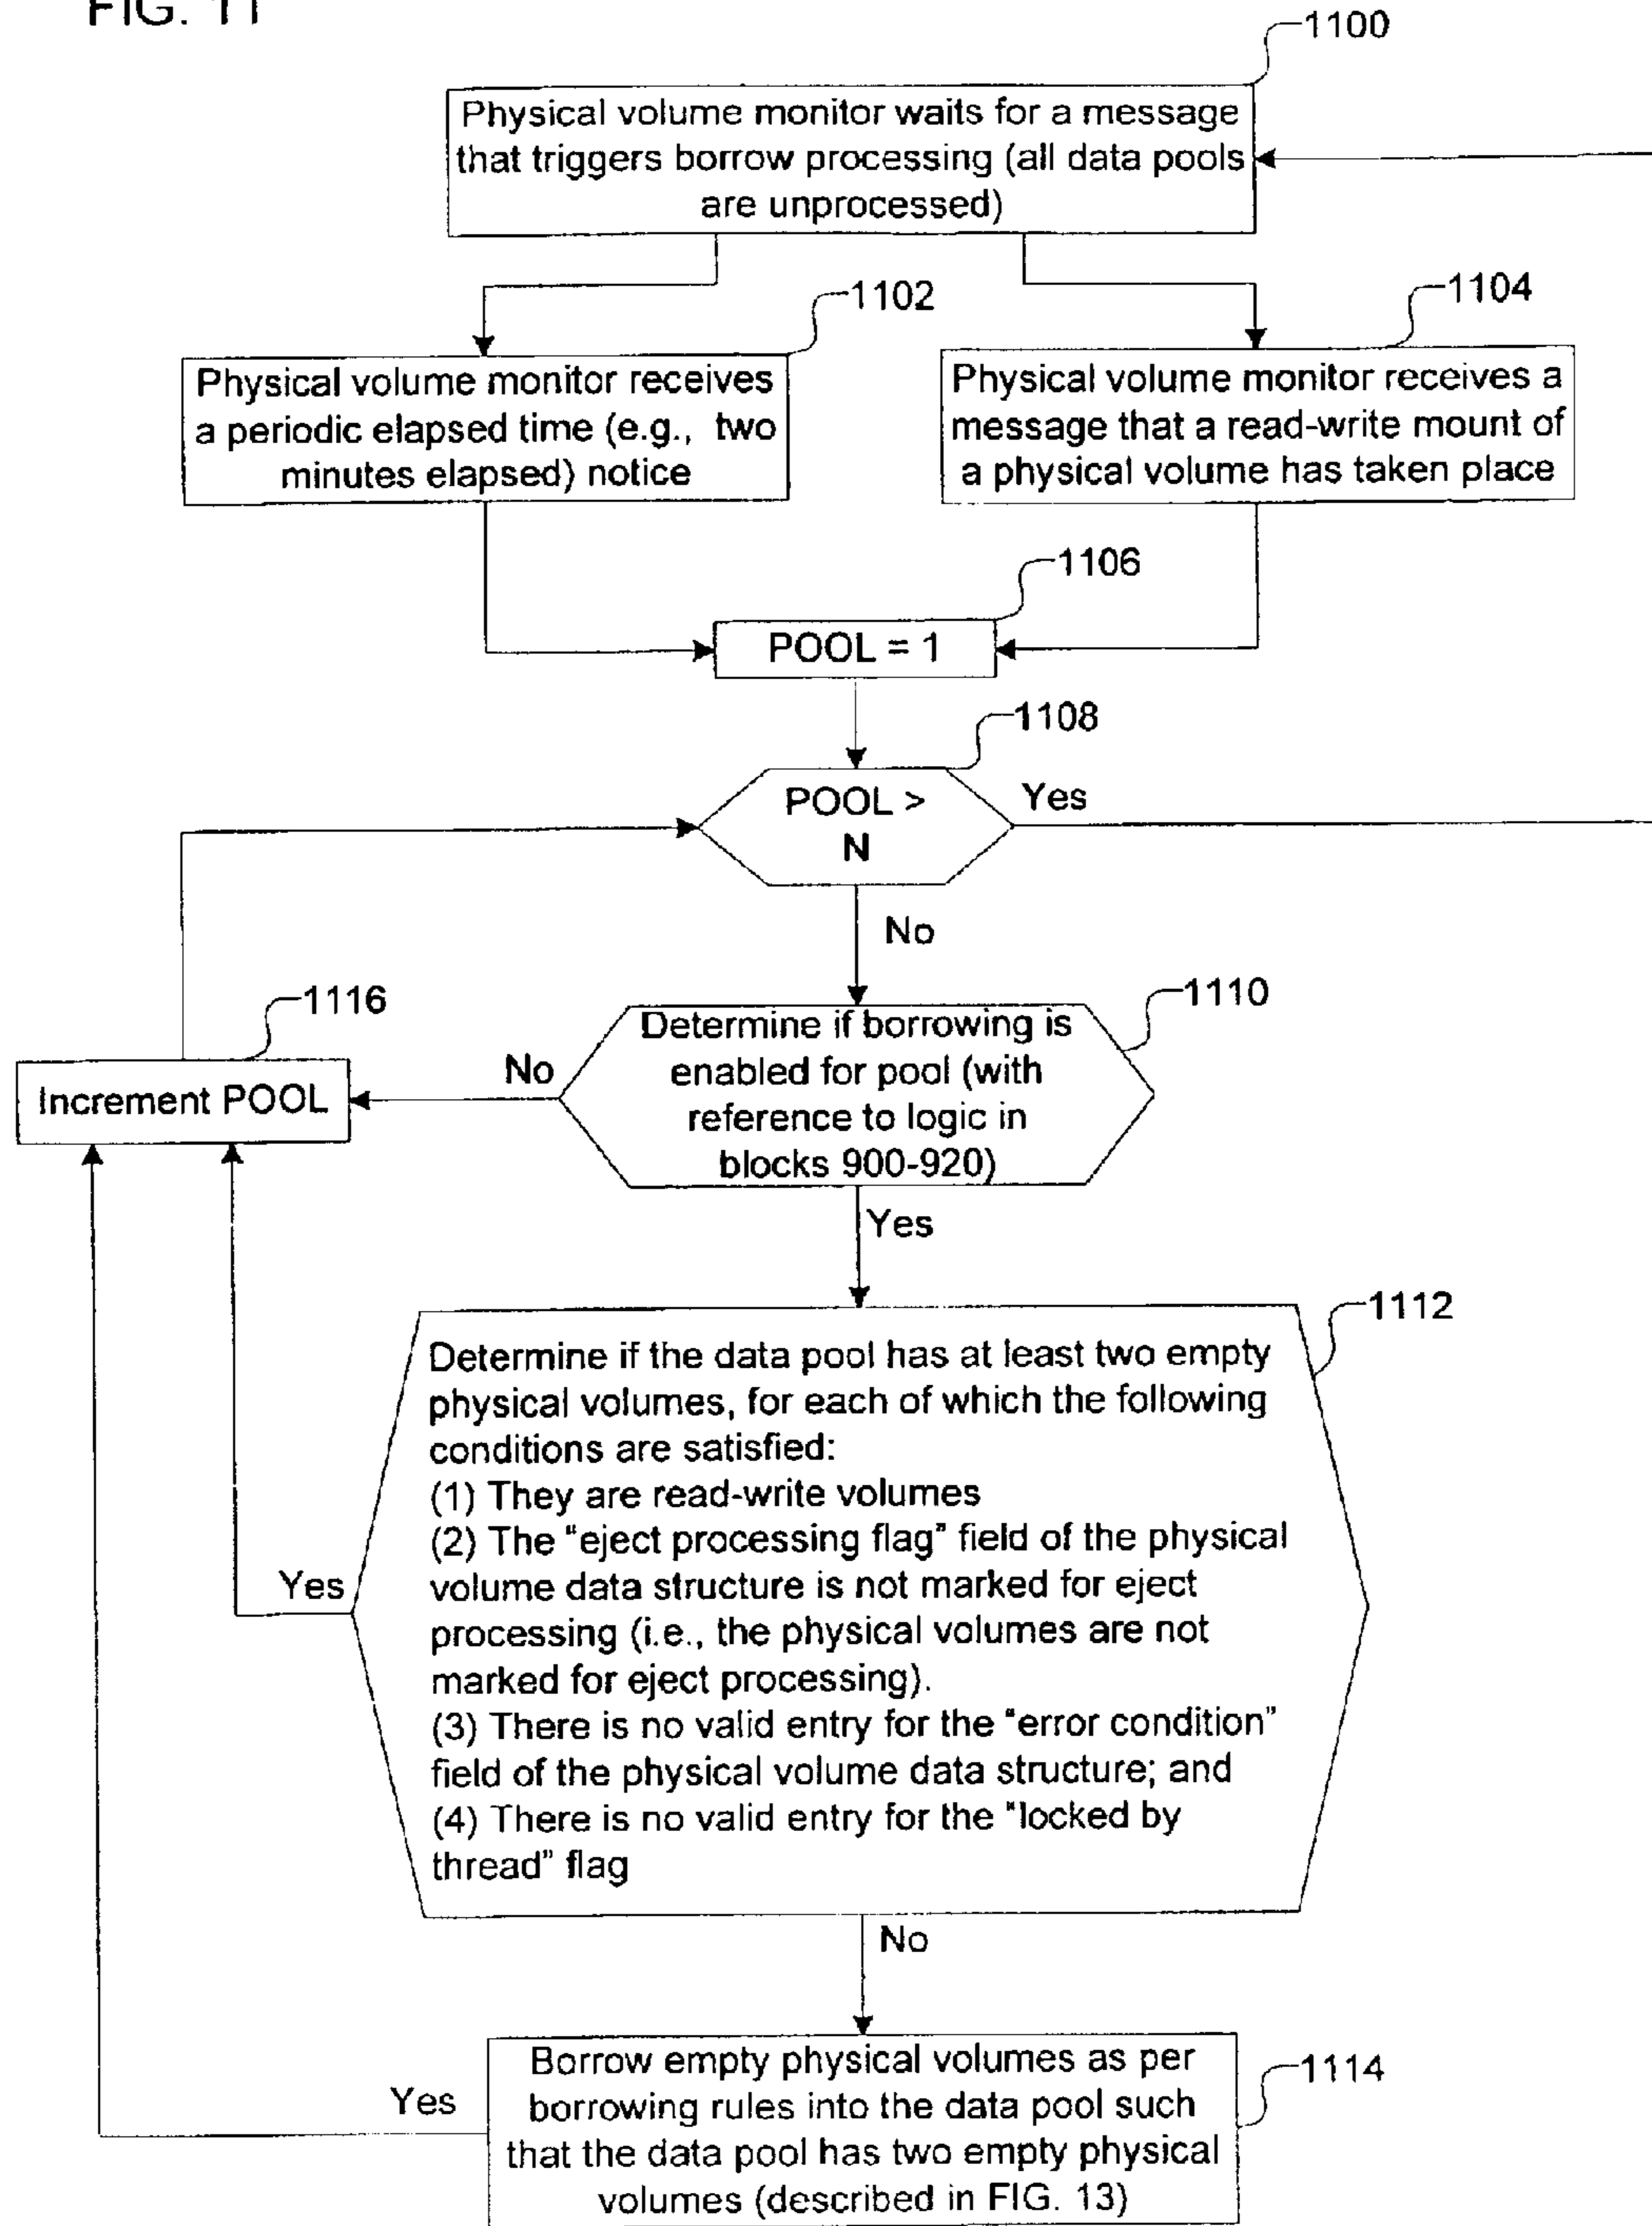 FIG. 11
1100
Physical volume monitor waits for a message
that triggers borrow processing (all data pools
are unprocessed)
1102
1104
Physical volume monitor receives
a periodic elapsed time (e.g., two
minutes elapsed) notice
Physical volume monitor receives a
message that a read-write mount of
a physical volume has taken place
1106
POOL = 1
1108
POOL >
N
Yes
No
1110
1116
Determine if borrowing is
enabled for pool (with
reference to logic in
blocks 900-920)
No
Increment POOL
Yes
1112
Determine if the data pool has at least two empty
physical volumes, for each of which the following
conditions are satisfied:
(1) They are read-write volumes
(2) The "eject processing flag" field of the physical
volume data structure is not marked for eject
processing (i.e., the physical volumes are not
marked for eject processing).
(3) There is no valid entry for the "error condition"
field of the physical volume data structure; and
(4) There is no valid entry for the "locked by
thread" flag
Yes
No
1114
Borrow empty physical volumes as per
borrowing rules into the data pool such
that the data pool has two empty physical
volumes (described in FIG. 13)
Yes